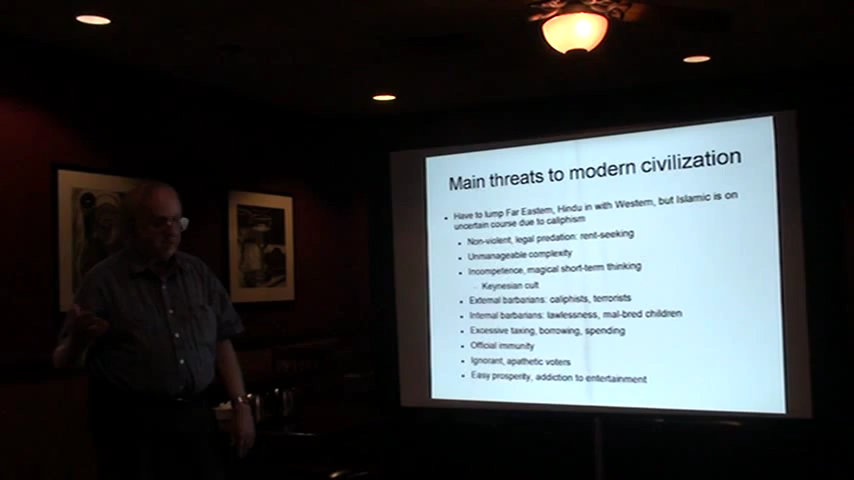 Main threats to modern civilization
• Have to lump Far Eastern, Hindu in with Western, but Islamic is on
uncertain course due to caliphism
• Non-violent, legal predation: rent-seeking
• Unmanageable complexity
• Incompetence, magical short-term thinking
– Keynesian cult
• External barbarians: caliphists, terrorists
• Internal barbarians: lawlessness, mal-bred children
• Excessive taxing, borrowing, spending
• Official immunity
• Ignorant, apathetic voters
• Easy prosperity, addiction to entertainment